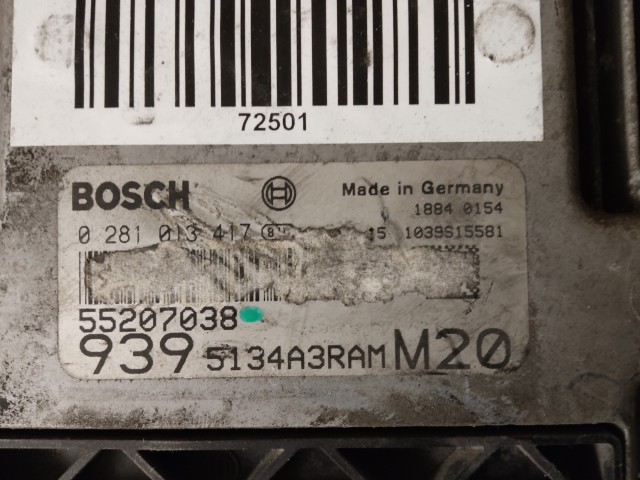 72501
BOSCH Made in Germany
1884 0154
0 281 013 417 15 1039S15581
55207038
939 5134A3RAM M20